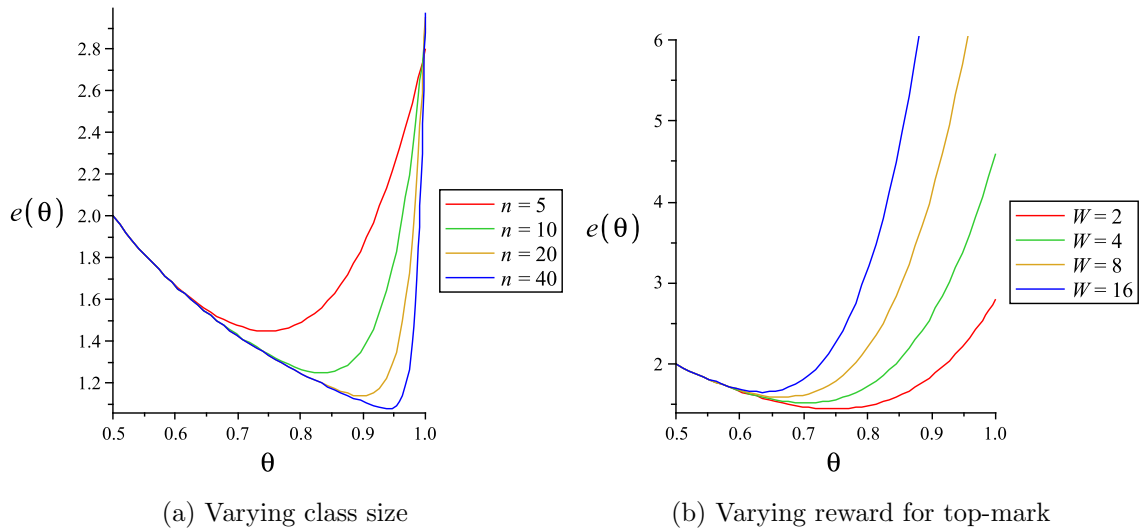 2.8
2.6
2.4
2.2
2.0
1.8
1.6
1.4
1.2
e(θ)
0.5 0.6 0.7 0.8 0.9 1.0
θ
n = 5
n = 10
n = 20
n = 40
(a) Varying class size
6
5
4
3
2
e(θ)
0.5 0.6 0.7 0.8 0.9 1.0
θ
W = 2
W = 4
W = 8
W = 16
(b) Varying reward for top-mark